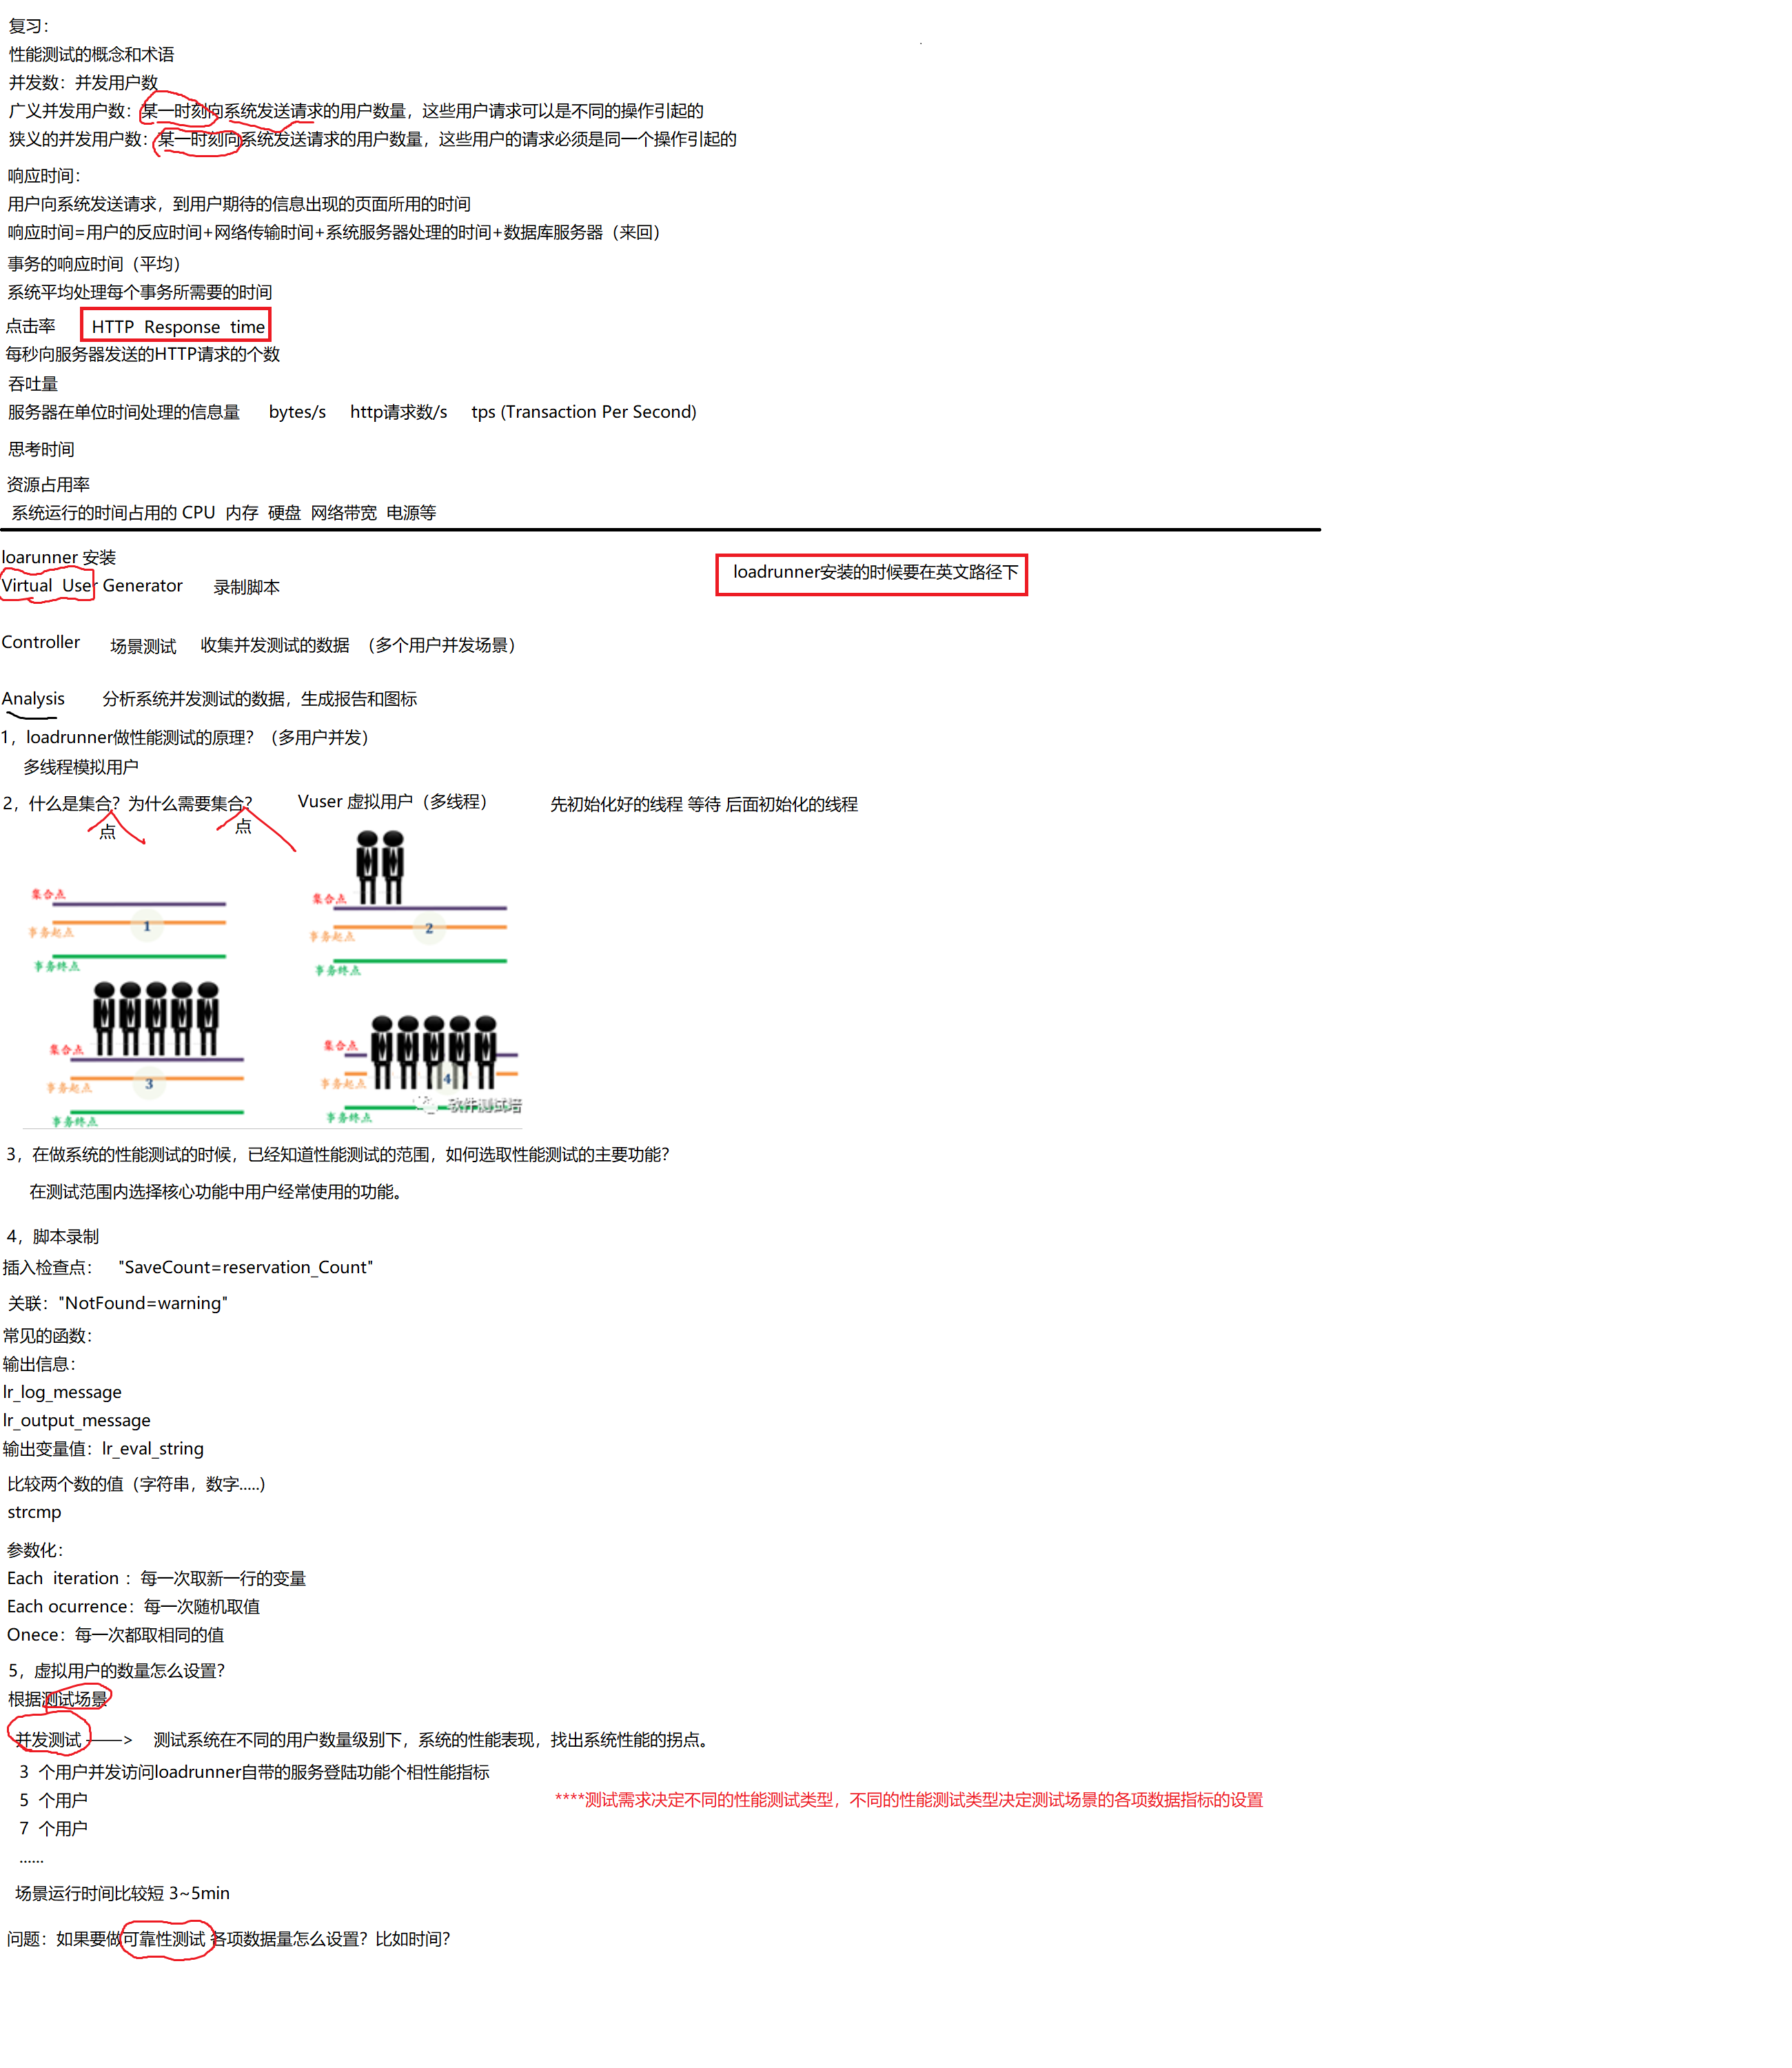 复习：
性能测试的概念和术语
并发数：并发用户数
广义并发用户数：某一时刻向系统发送请求的用户数量，这些用户请求可以是不同的操作引起的
狭义的并发用户数：某一时刻向系统发送请求的用户数量，这些用户的请求必须是同一个操作引起的
响应时间：
用户向系统发送请求，到用户期待的信息出现的页面所用的时间
响应时间=用户的反应时间+网络传输时间+系统服务器处理的时间+数据库服务器（来回）
事务的响应时间（平均）
系统平均处理每个事务所需要的时间
点击率 HTTP Response time
每秒向服务器发送的HTTP请求的个数
吞吐量
服务器在单位时间处理的信息量 bytes/s http请求数/s tps (Transaction Per Second)
思考时间
资源占用率
系统运行的时间占用的 CPU 内存 硬盘 网络带宽 电源等
loarunner 安装
loadrunner安装的时候要在英文路径下
Virtual User Generator 录制脚本
Controller 场景测试 收集并发测试的数据 （多个用户并发场景）
Analysis 分析系统并发测试的数据，生成报告和图标
1，loadrunner做性能测试的原理？（多用户并发）
多线程模拟用户
2，什么是集合？为什么需要集合？ Vuser 虚拟用户（多线程） 先初始化好的线程 等待 后面初始化的线程
点 点
集合点
事务起点 1
事务终点
集合点
事务起点 2
事务终点
集合点
事务起点 3
事务终点
集合点
事务起点 4
软件测试培
事务终点
3，在做系统的性能测试的时候，已经知道性能测试的范围，如何选取性能测试的主要功能？
在测试范围内选择核心功能中用户经常使用的功能。
4，脚本录制
插入检查点： "SaveCount=reservation_Count"
关联："NotFound=warning"
常见的函数：
输出信息：
lr_log_message
lr_output_message
输出变量值：lr_eval_string
比较两个数的值（字符串，数字.....）
strcmp
参数化：
Each iteration ：每一次取新一行的变量
Each ocurrence：每一次随机取值
Onece：每一次都取相同的值
5，虚拟用户的数量怎么设置？
根据测试场景
并发测试 ——> 测试系统在不同的用户数量级别下，系统的性能表现，找出系统性能的拐点。
3 个用户并发访问loadrunner自带的服务登陆功能个相性能指标
5 个用户
****测试需求决定不同的性能测试类型，不同的性能测试类型决定测试场景的各项数据指标的设置
7 个用户
......
场景运行时间比较短 3~5min
问题：如果要做可靠性测试 各项数据量怎么设置？比如时间？